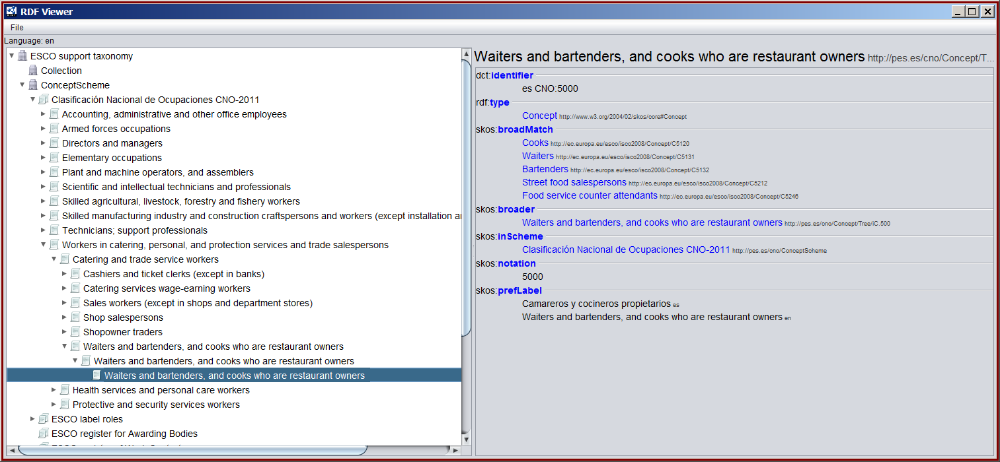 RDF Viewer
File
Language: en
ESCO support taxonomy
Collection
ConceptScheme
Clasificación Nacional de Ocupaciones CNO-2011
Accounting, administrative and other office employees
Armed forces occupations
Directors and managers
Elementary occupations
Plant and machine operators, and assemblers
Scientific and intellectual technicians and professionals
Skilled agricultural, livestock, forestry and fishery workers
Skilled manufacturing industry and construction craftspersons and workers (except installation a
Technicians; support professionals
Workers in catering, personal, and protection services and trade salespersons
Catering and trade service workers
Cashiers and ticket clerks (except in banks)
Catering services wage-earning workers
Sales workers (except in shops and department stores)
Shop salespersons
Shopowner traders
Waiters and bartenders, and cooks who are restaurant owners
Waiters and bartenders, and cooks who are restaurant owners
Waiters and bartenders, and cooks who are restaurant owners
Health services and personal care workers
Protective and security services workers
ESCO label roles
ESCO register for Awarding Bodies
Waiters and bartenders, and cooks who are restaurant owners http://pes.es/cno/Concept/T...
dct:identifier
es CNO:5000
rdf:type
Concept http://www.w3.org/2004/02/skos/core#Concept
skos:broadMatch
Cooks http://ec.europa.eu/esco/isco2008/Concept/C5120
Waiters http://ec.europa.eu/esco/isco2008/Concept/C5131
Bartenders http://ec.europa.eu/esco/isco2008/Concept/C5132
Street food salespersons http://ec.europa.eu/esco/isco2008/Concept/C5212
Food service counter attendants http://ec.europa.eu/esco/isco2008/Concept/C5246
skos:broader
Waiters and bartenders, and cooks who are restaurant owners http://pes.es/cno/Concept/Tree/iC.500
skos:inScheme
Clasificación Nacional de Ocupaciones CNO-2011 http://pes.es/cno/ConceptScheme
skos:notation
5000
skos:prefLabel
Camareros y cocineros propietarios es
Waiters and bartenders, and cooks who are restaurant owners en